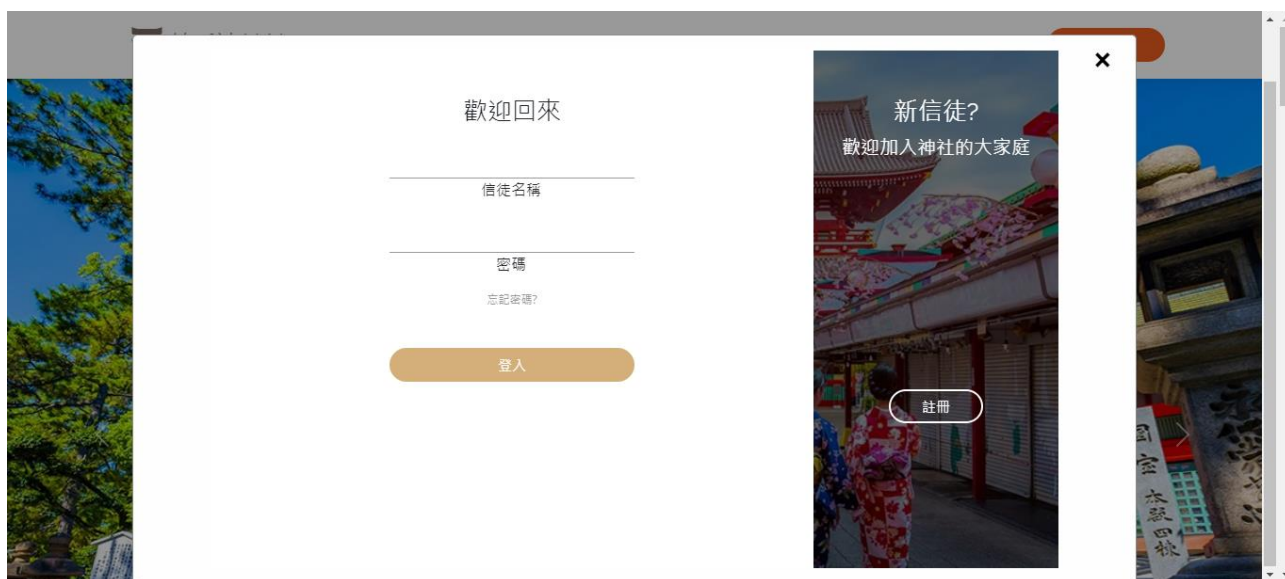 歡迎回來
信徒名稱
密碼
忘記密碼?
登入
新信徒?
歡迎加入神社的大家庭
註冊